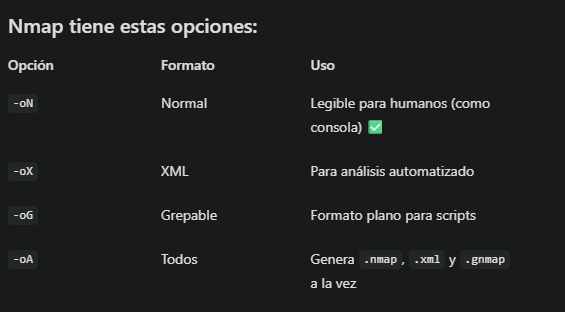 Nmap tiene estas opciones:
Opción Formato Uso
-oN Normal Legible para humanos (como
consola) ✅
-oX XML Para análisis automatizado
-oG Grepable Formato plano para scripts
-oA Todos Genera .nmap, .xml y .gnmap
a la vez